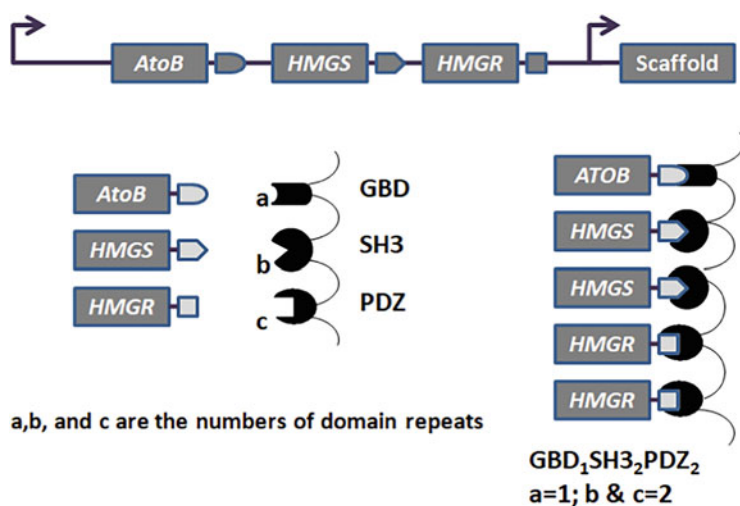 AtoB HMGS HMGR Scaffold
AtoB a GBD
HMGS b SH3
HMGR c PDZ
a,b, and c are the numbers of domain repeats
ATOB
HMGS
HMGS
HMGR
HMGR
GBD₁SH3₂PDZ₂
a=1; b & c=2